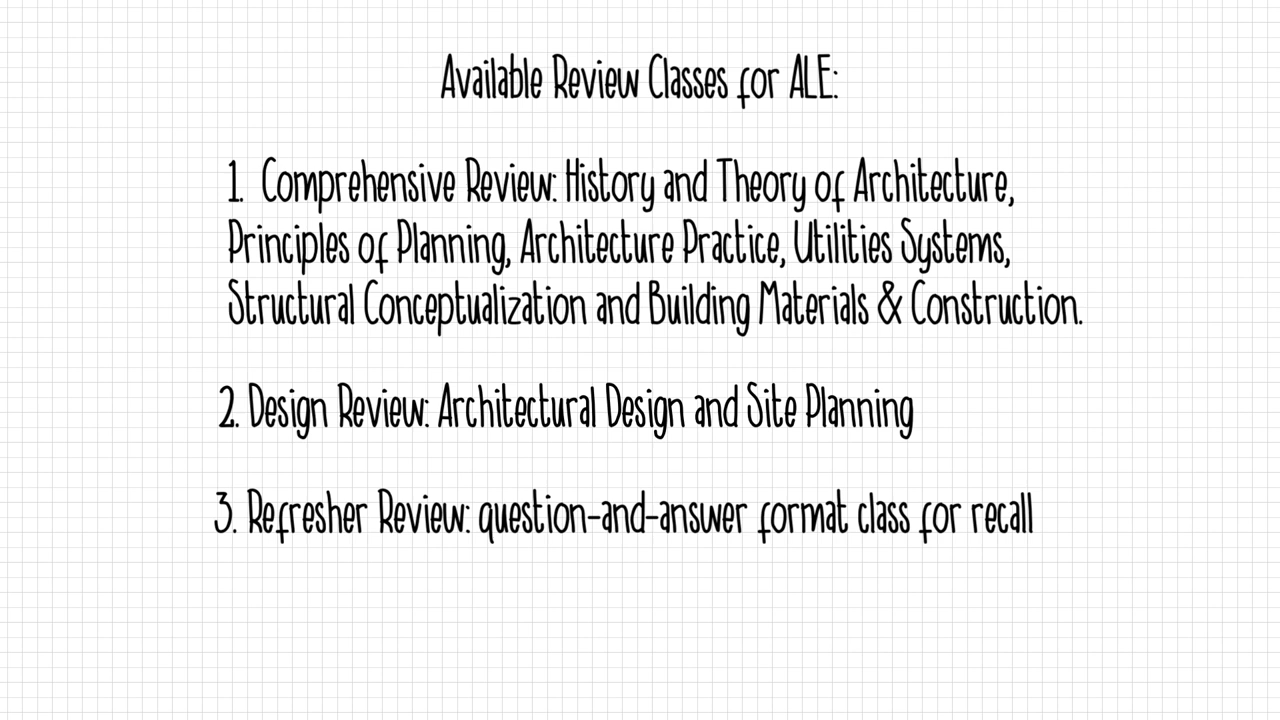 Available Review Classes for ALE:
1. Comprehensive Review: History and Theory of Architecture,
Principles of Planning, Architecture Practice, Utilities Systems,
Structural Conceptualization and Building Materials & Construction.
2. Design Review: Architectural Design and Site Planning
3. Refresher Review: question-and-answer format class for recall